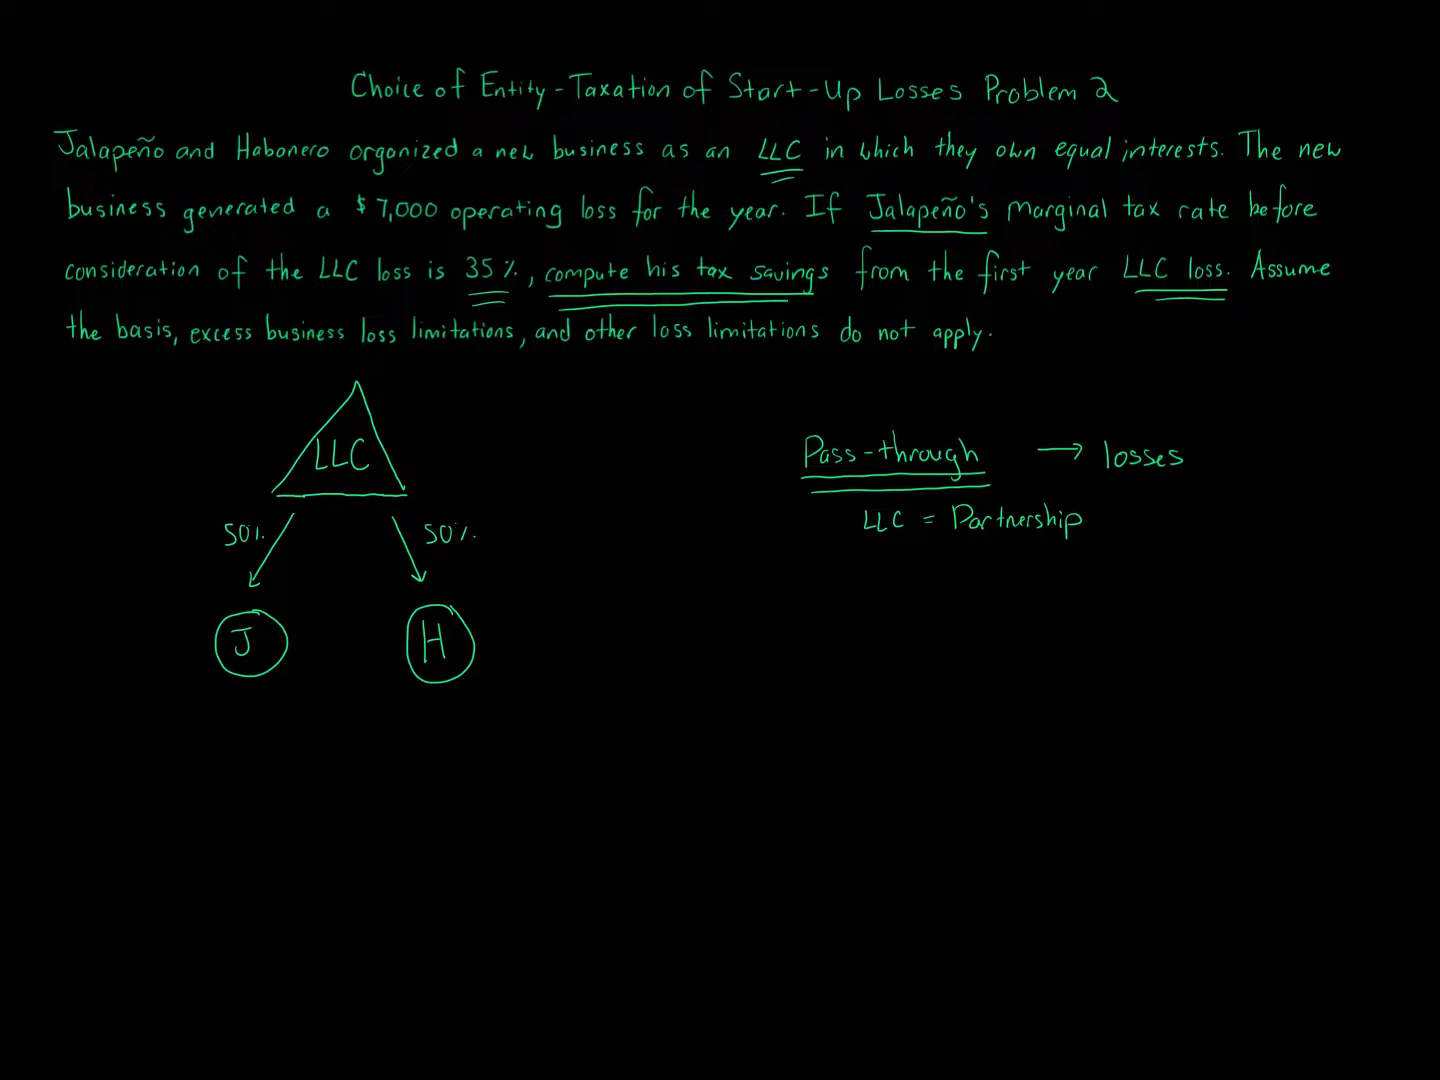 Choice of Entity - Taxation of Start-Up Losses Problem 2
Jalapeño and Habonero organized a new business as an LLC in which they own equal interests. The new
business generated a $7,000 operating loss for the year. If Jalapeño's marginal tax rate before
consideration of the LLC loss is 35%, compute his tax savings from the first year LLC loss. Assume
the basis, excess business loss limitations, and other loss limitations do not apply.
LLC
Pass-through → losses
LLC = Partnership
50% 50%
J H